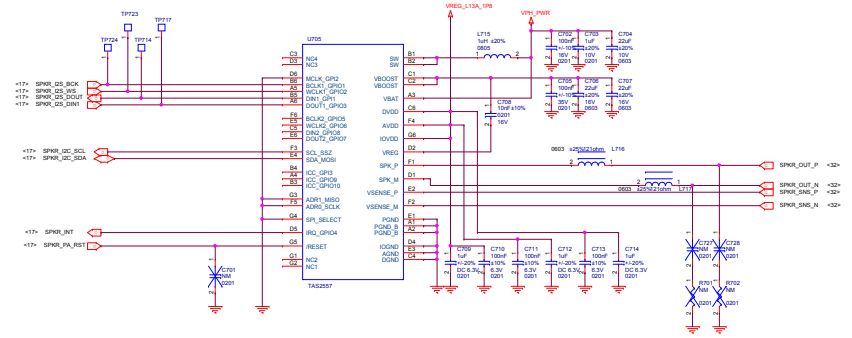 VREG_L13A_1P8
VPH_PWR
TP723
TP717
TP724
TP714
U705
L715
1uH ±20%
0805
C702
100nF
+/-10%
16V
0201
C703
1uF
±20%
10V
0201
C704
22uF
±20%
10V
0603
C705
100nF
+/-10%
35V
0201
C706
22uF
±20%
16V
0603
C707
22uF
±20%
16V
0603
C708
10nF±10%
0201
16V
<17> SPKR_I2S_BCK
<17> SPKR_I2S_WS
<17> SPKR_I2S_DOUT
<17> SPKR_I2S_DIN1
<17> SPKR_I2C_SCL
<17> SPKR_I2C_SDA
<17> SPKR_INT
<17> SPKR_PA_RST
C3 NC4
D3 NC3
D6 MCLK_GPI2
B6 BCLK1_GPIO1
A5 WCLK1_GPIO2
B5 DIN1_GPI1
A6 DOUT1_GPIO3
F6 BCLK2_GPIO5
E5 WCLK2_GPIO6
C5 DIN2_GPIO8
E6 DOUT2_GPIO7
F3 SCL_SSZ
E4 SDA_MOSI
B4 ICC_GPI3
A4 ICC_GPIO9
B3 ICC_GPIO10
G3 ADR1_MISO
F5 ADR0_SCLK
G4 SPI_SELECT
D5 IRQ_GPIO4
G5 /RESET
G1 NC2
G2 NC1
SW B1
SW B2
VBOOST C1
VBOOST C2
VBAT A3
DVDD C6
AVDD F4
IOVDD G6
VREG D2
SPK_P F1
SPK_M D1
VSENSE_P E2
VSENSE_M F2
PGND E1
PGND_B A1
PGND_B A2
IOGND D4
AGND E3
DGND C4
TAS2557
0603 ±25%121ohm L716
±25%121ohm L717
0603
SPKR_OUT_P <32>
SPKR_OUT_N <32>
SPKR_SNS_P <32>
SPKR_SNS_N <32>
C701
NM
0201
C709
1uF
+/-20%
DC 6.3V
0201
C710
100nF
±10%
6.3V
0201
C711
100nF
±10%
6.3V
0201
C712
1uF
+/-20%
DC 6.3V
0201
C713
100nF
±10%
6.3V
0201
C714
1uF
+/-20%
DC 6.3V
0201
C727
NM
0201
C728
NM
0201
R701
NM
0201
R702
NM
0201